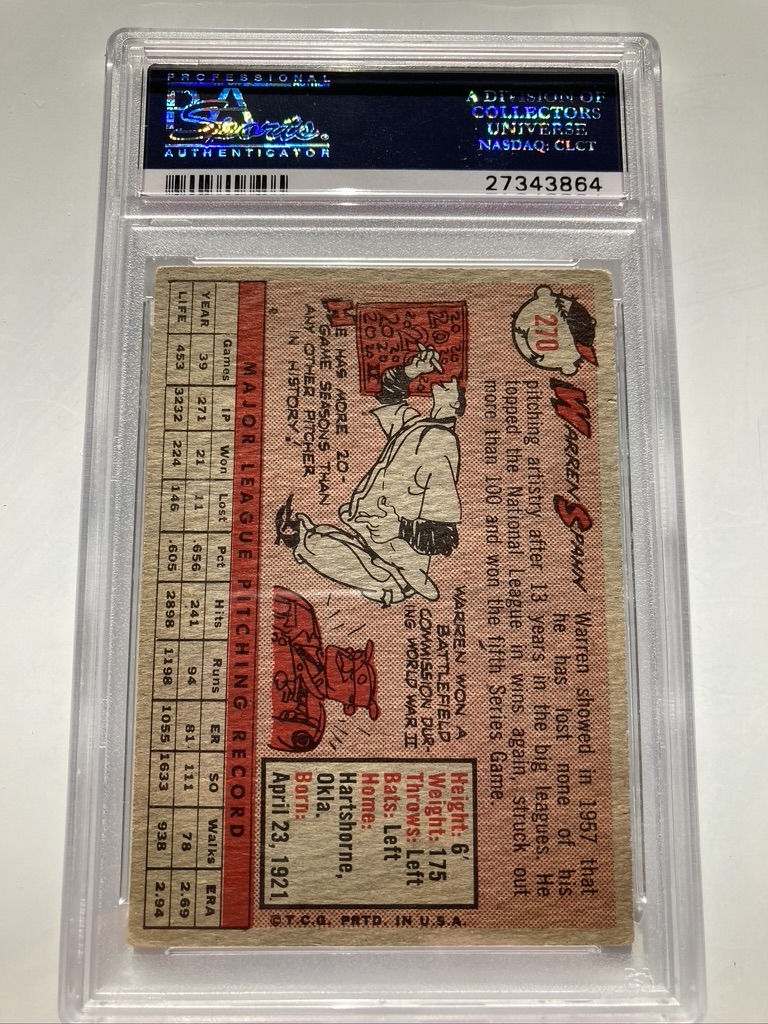 PROFESSIONAL
PSA
Sports
AUTHENTICATOR
A DIVISION OF
COLLECTORS
UNIVERSE
NASDAQ: CLCT
27343864
270
WARREN SPAHN
Warren showed in 1957 that
he has lost none of his
pitching artistry after 13 years in the big leagues. He
topped the National League in wins again, struck out
more than 100 and won the fifth Series Game.
HE HAS MORE 20-
GAME SEASONS THAN
ANY OTHER PITCHER
IN HISTORY!
WARREN WON A
BATTLEFIELD
COMMISSION DUR-
ING WORLD WAR II
Height: 6'
Weight: 175
Throws: Left
Bats: Left
Home:
Hartshorne,
Okla.
Born:
April 23, 1921
©T.C.G. PRTD. IN U.S.A.
MAJOR LEAGUE PITCHING RECORD
Games IP Won Lost Pct Hits Runs ER SO Walks ERA
YEAR 39 271 21 11 .656 241 94 81 111 78 2.69
LIFE 453 3232 224 146 .605 2898 1198 1055 1633 938 2.94